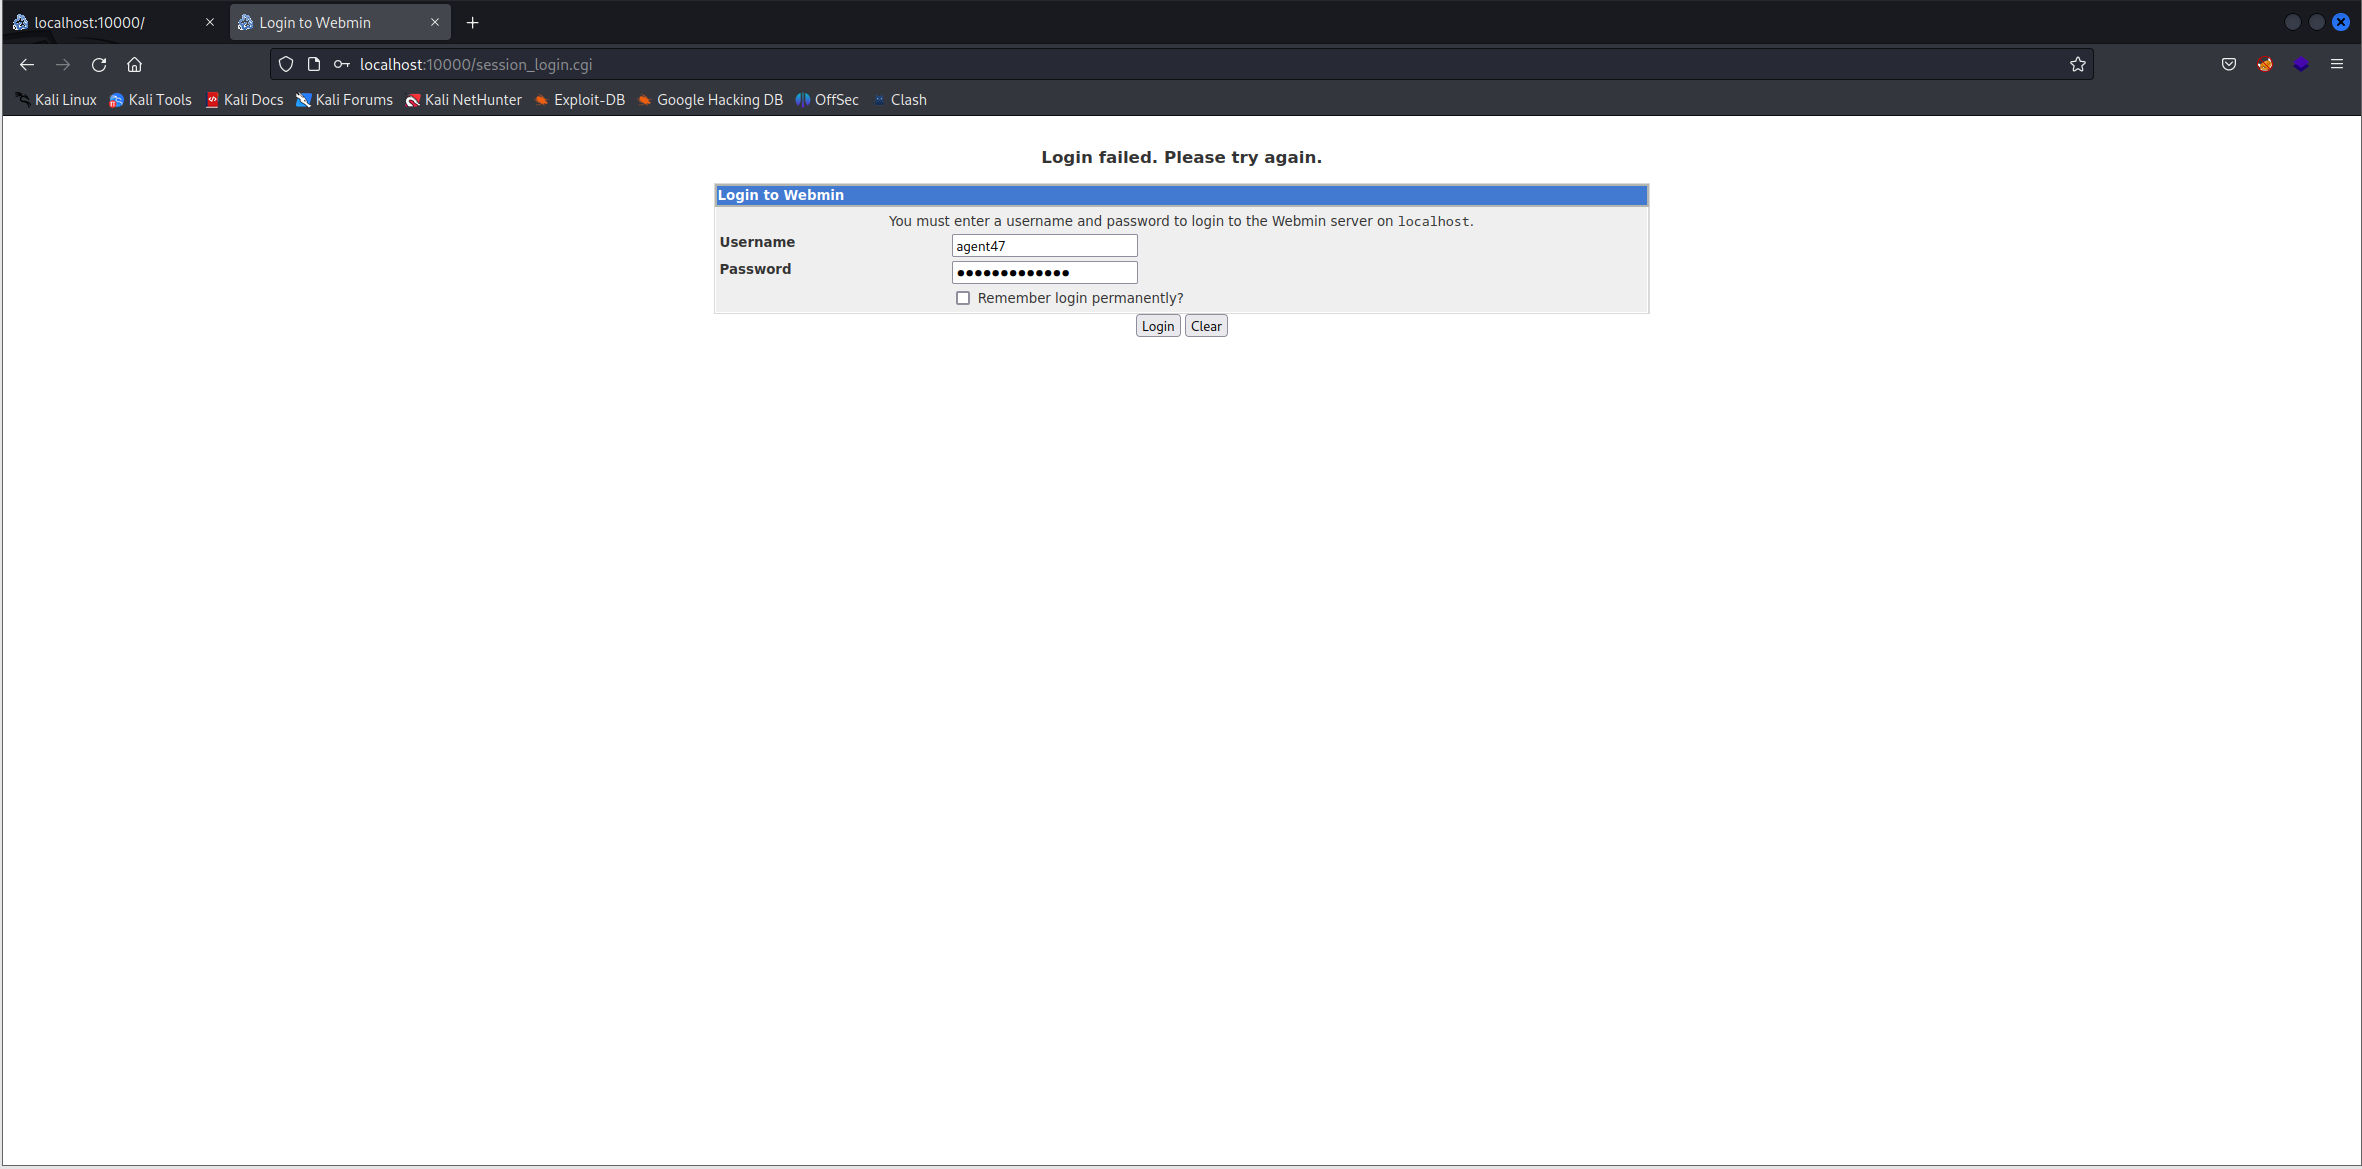 localhost:10000/
Login to Webmin
localhost:10000/session_login.cgi
Kali Linux Kali Tools Kali Docs Kali Forums Kali NetHunter Exploit-DB Google Hacking DB OffSec Clash
Login failed. Please try again.
Login to Webmin
You must enter a username and password to login to the Webmin server on localhost.
Username agent47
Password ●●●●●●●●●●●●●
Remember login permanently?
Login Clear